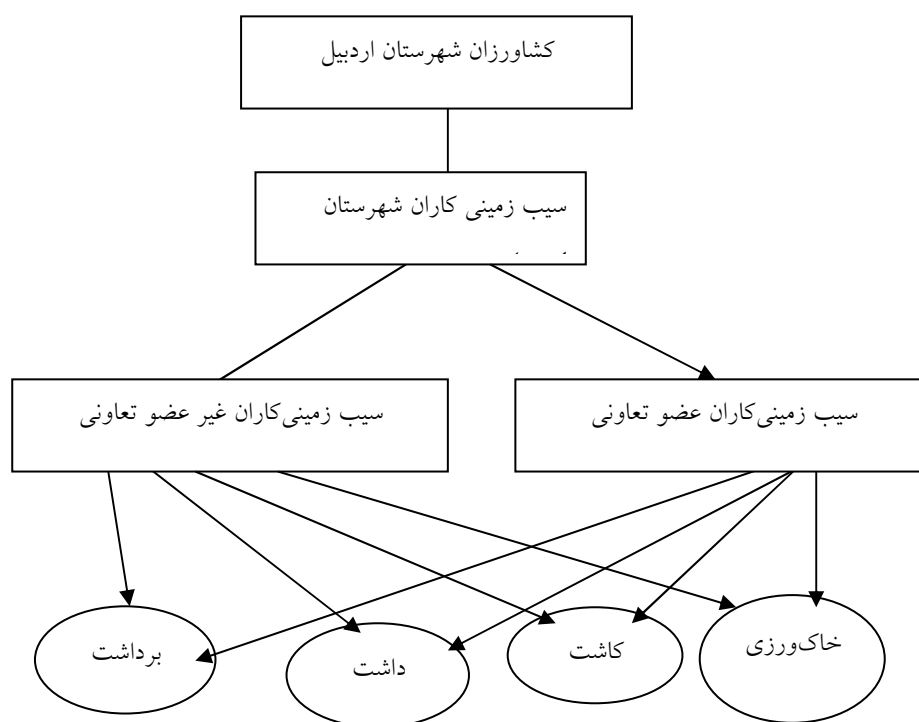 کشاورزان شهرستان اردبیل
سیب زمینی کاران شهرستان
سیب زمینی‌کاران عضو تعاونی
سیب زمینی‌کاران غیر عضو تعاونی
خاک‌ورزی
کاشت
داشت
برداشت